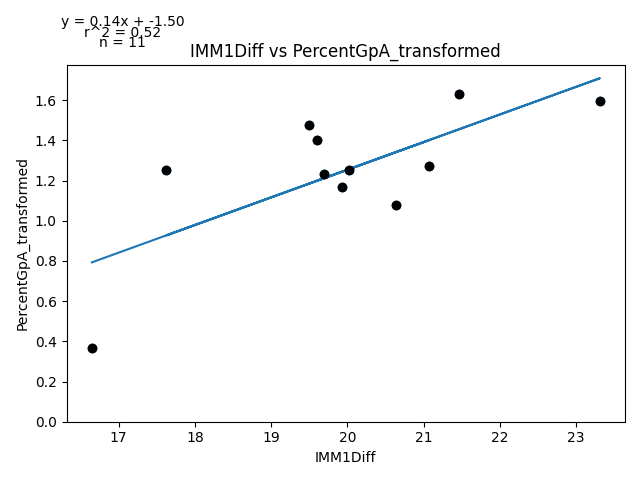 y = 0.14x + -1.50
r^2 = 0.52
n = 11
IMM1Diff vs PercentGpA_transformed
PercentGpA_transformed
1.6
1.4
1.2
1.0
0.8
0.6
0.4
0.2
0.0
17 18 19 20 21 22 23
IMM1Diff